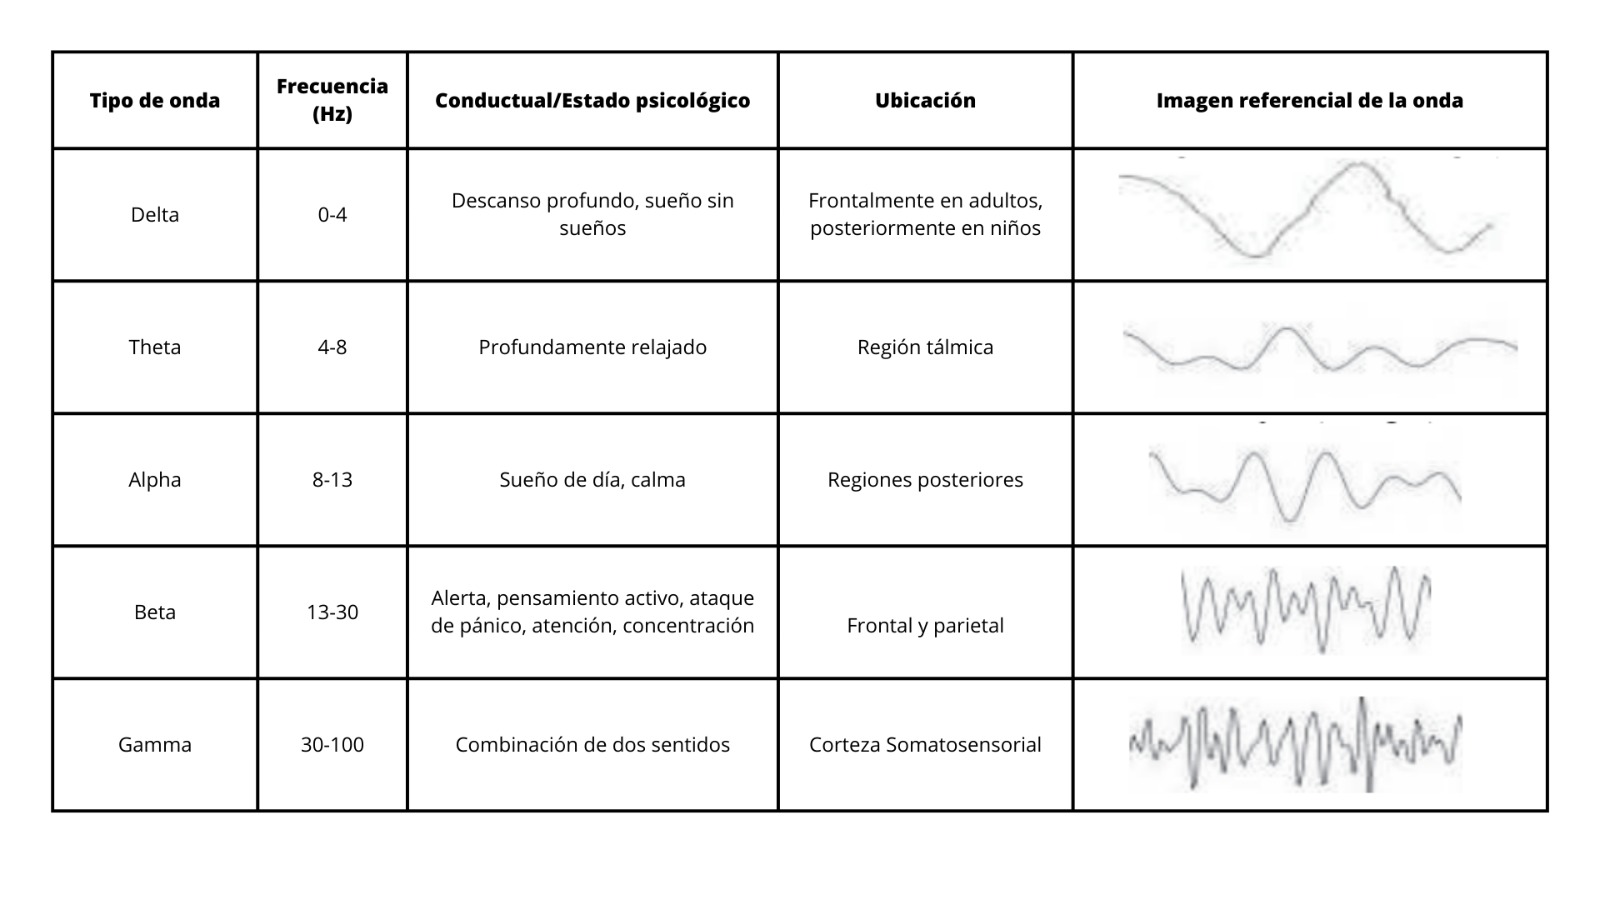 Tipo de onda
Frecuencia
(Hz)
Conductual/Estado psicológico
Ubicación
Imagen referencial de la onda
Delta
0-4
Descanso profundo, sueño sin
sueños
Frontalmente en adultos,
posteriormente en niños
Theta
4-8
Profundamente relajado
Región tálmica
Alpha
8-13
Sueño de día, calma
Regiones posteriores
Beta
13-30
Alerta, pensamiento activo, ataque
de pánico, atención, concentración
Frontal y parietal
Gamma
30-100
Combinación de dos sentidos
Corteza Somatosensorial